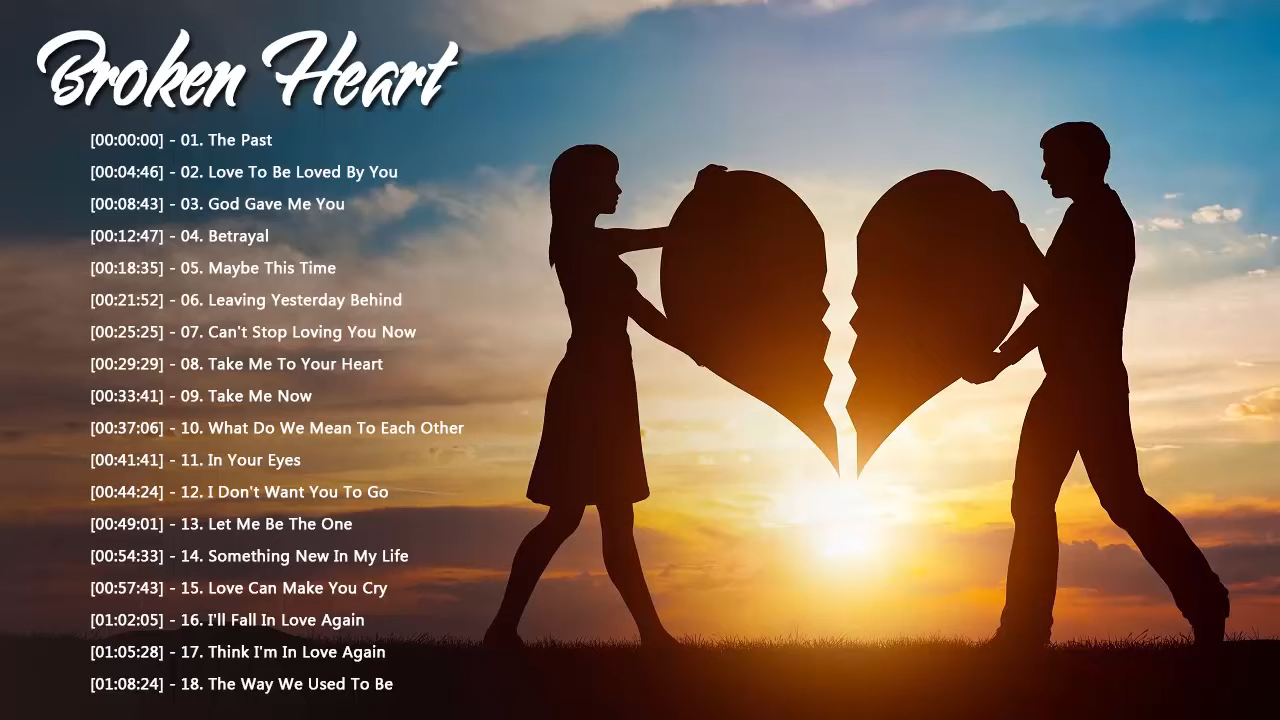 Broken Heart
[00:00:00] - 01. The Past
[00:04:46] - 02. Love To Be Loved By You
[00:08:43] - 03. God Gave Me You
[00:12:47] - 04. Betrayal
[00:18:35] - 05. Maybe This Time
[00:21:52] - 06. Leaving Yesterday Behind
[00:25:25] - 07. Can't Stop Loving You Now
[00:29:29] - 08. Take Me To Your Heart
[00:33:41] - 09. Take Me Now
[00:37:06] - 10. What Do We Mean To Each Other
[00:41:41] - 11. In Your Eyes
[00:44:24] - 12. I Don't Want You To Go
[00:49:01] - 13. Let Me Be The One
[00:54:33] - 14. Something New In My Life
[00:57:43] - 15. Love Can Make You Cry
[01:02:05] - 16. I'll Fall In Love Again
[01:05:28] - 17. Think I'm In Love Again
[01:08:24] - 18. The Way We Used To Be